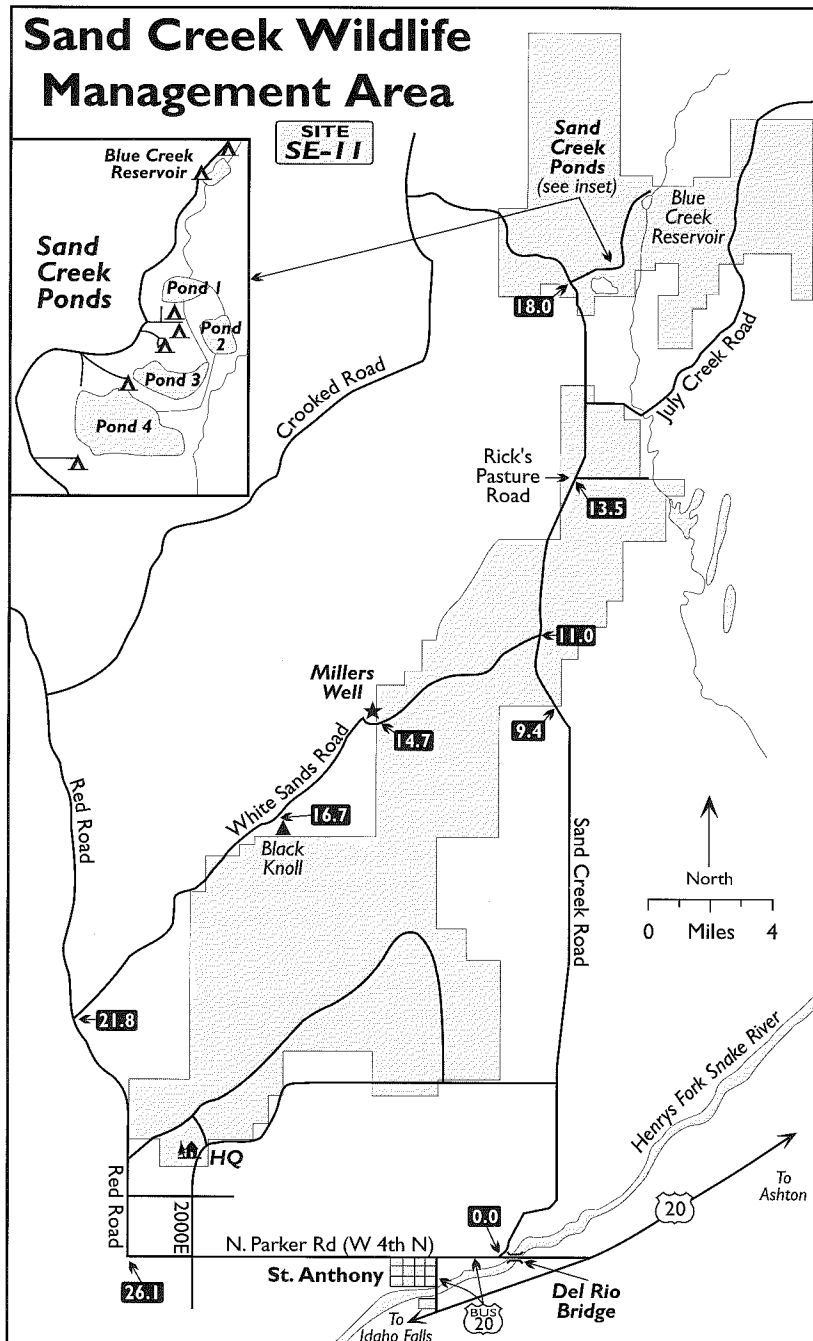 Sand Creek Wildlife
Management Area
SITE
SE-11
Blue Creek
Reservoir
Sand
Creek
Ponds
Pond 1
Pond
2
Pond 3
Pond 4
Sand
Creek
Ponds
(see inset)
Blue
Creek
Reservoir
18.0
Crooked Road
July Creek Road
Rick's
Pasture
Road
13.5
11.0
Millers
Well
14.7
9.4
White Sands Road
16.7
Black
Knoll
Red Road
Sand Creek Road
North
0 Miles 4
21.8
Henrys Fork Snake River
HQ
To
Ashton
20
Red Road
2000E
0.0
N. Parker Rd (W 4th N)
26.1
St. Anthony
Del Rio
Bridge
BUS
20
To
Idaho Falls